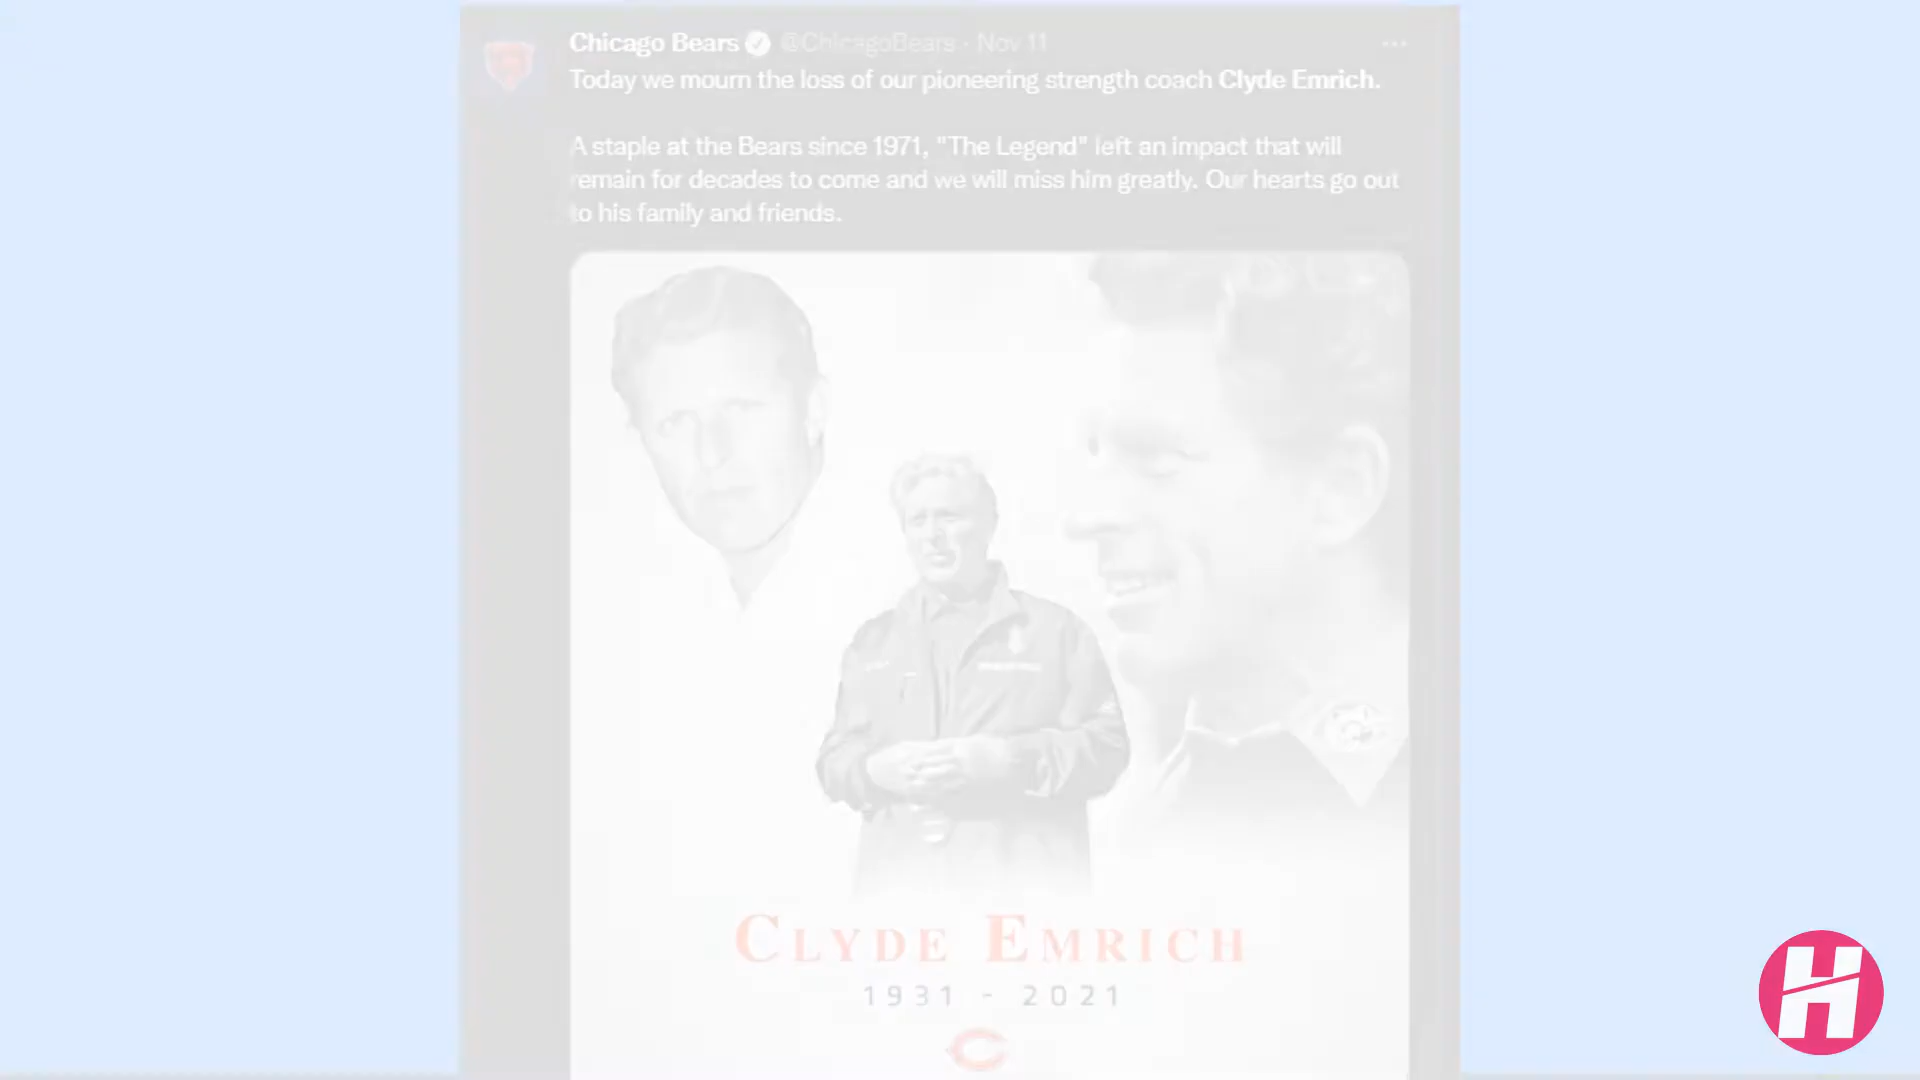 Chicago Bears @ChicagoBears · Nov 11
Today we mourn the loss of our pioneering strength coach Clyde Emrich.
A staple at the Bears since 1971, "The Legend" left an impact that will
remain for decades to come and we will miss him greatly. Our hearts go out
to his family and friends.
CLYDE EMRICH
1931 - 2021
H